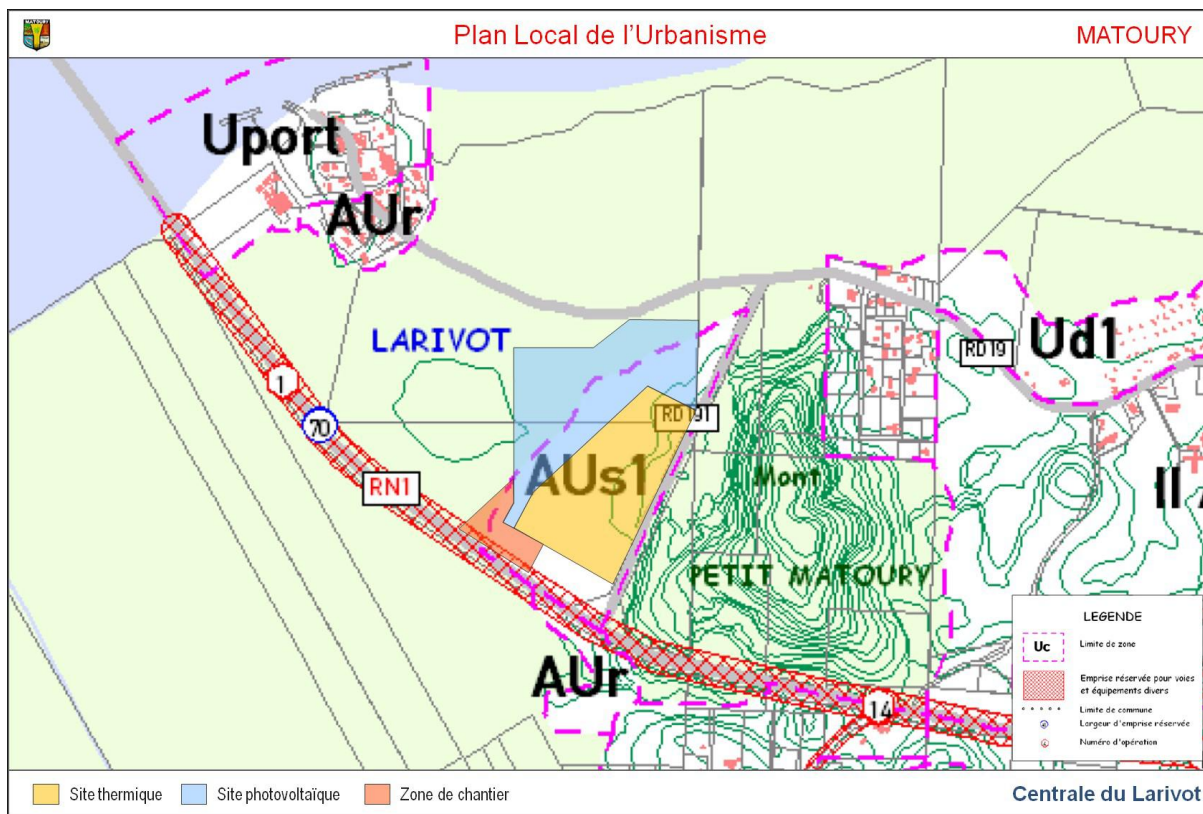 MATOURY
Plan Local de l'Urbanisme
MATOURY
Uport
AUr
LARIVOT
1
70
RN1
AUs1
RD191
RD19
Ud1
Mont
PETIT MATOURY
II
AUr
14
LEGENDE
Uc
Limite de zone
Emprise réservée pour voies
et équipements divers
Limite de commune
Largeur d'emprise réservée
Numéro d'opération
Site thermique
Site photovoltaïque
Zone de chantier
Centrale du Larivot